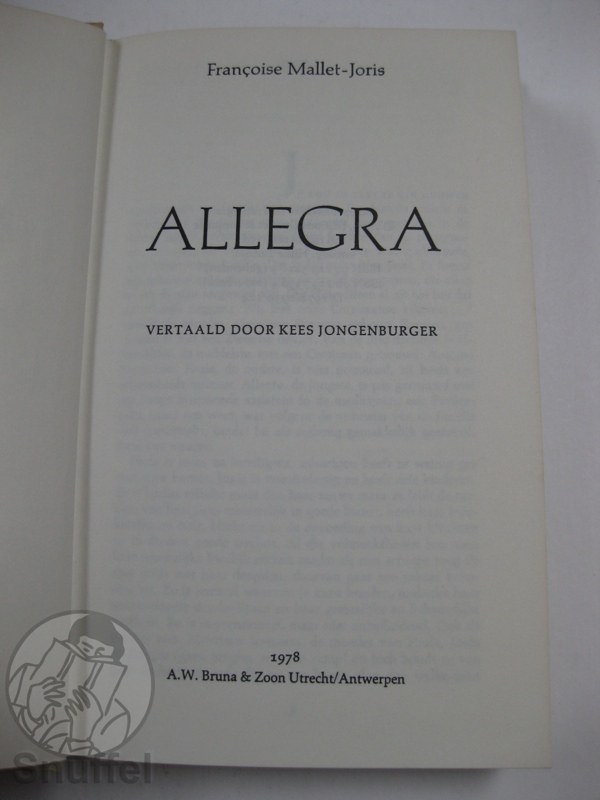 Françoise Mallet-Joris
ALLEGRA
VERTAALD DOOR KEES JONGENBURGER
1978
A.W. Bruna & Zoon Utrecht/Antwerpen
Snuffel